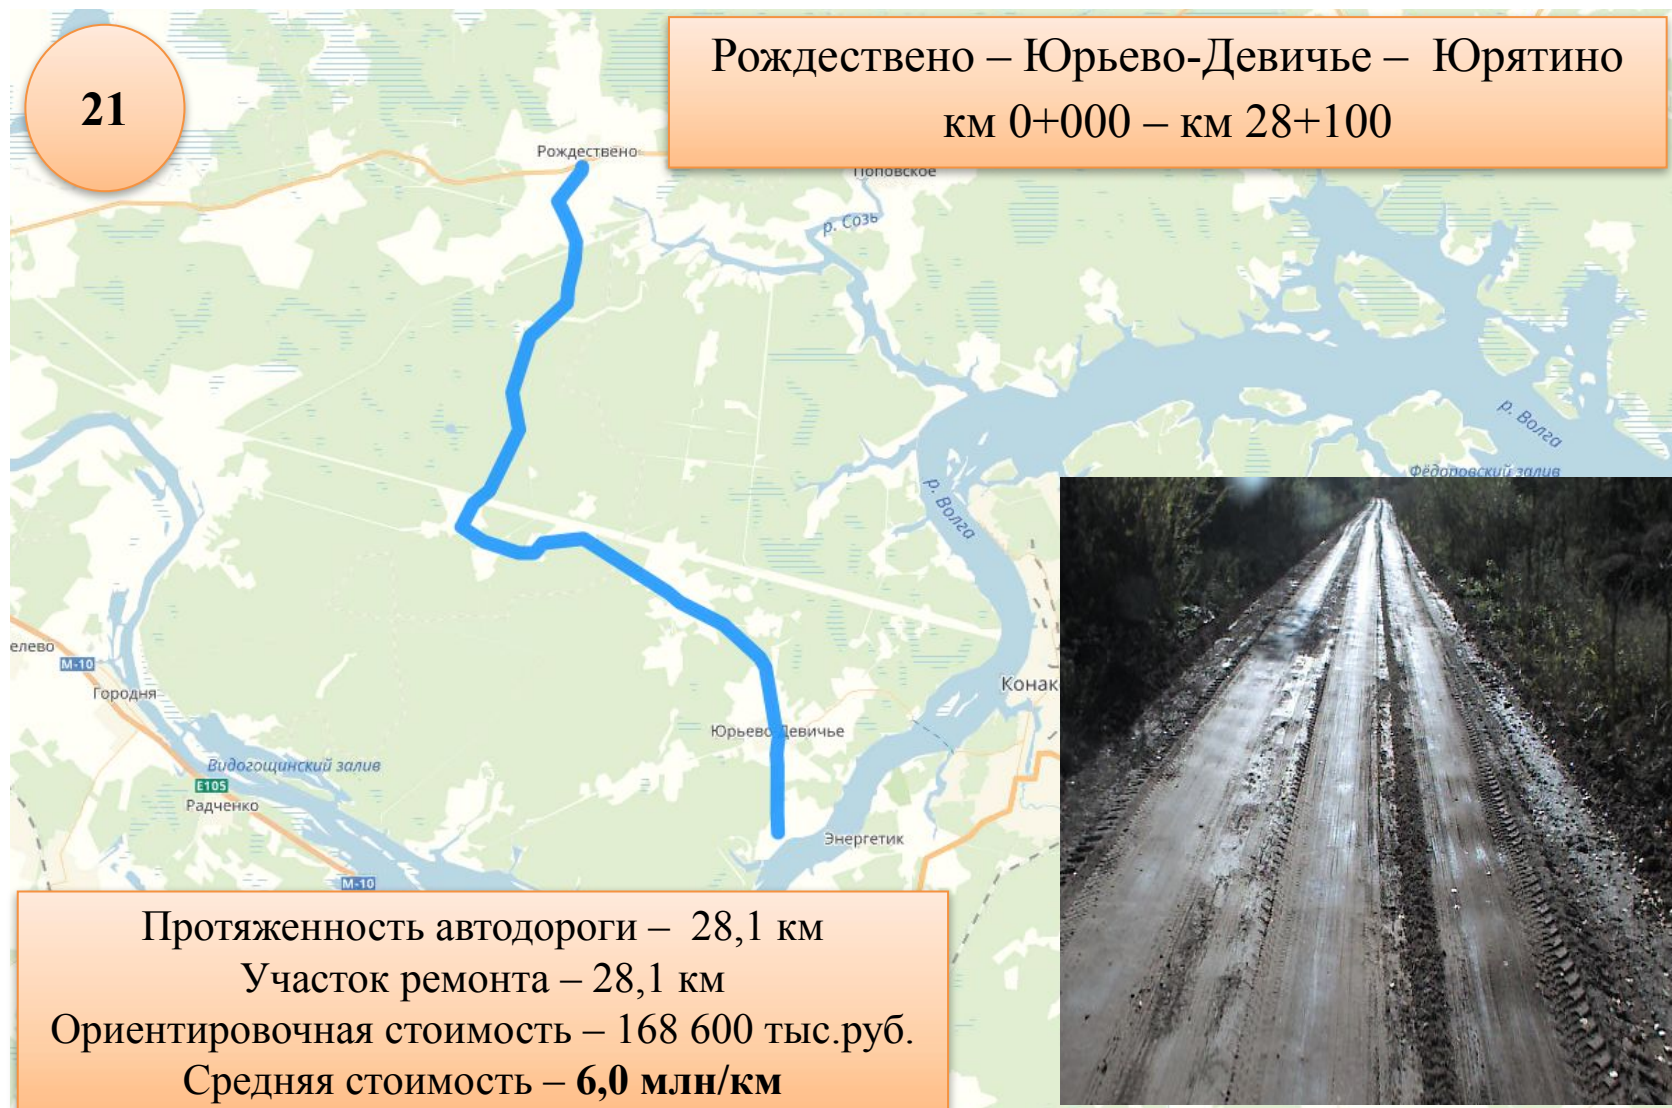 21
Рождествено – Юрьево-Девичье – Юрятино
км 0+000 – км 28+100
Рождествено
Поповское
р. Созь
р. Волга
Фёдоровский залив
р. Волга
елево
М-10
Городня
Конак
Юрьево-Девичье
Видогощинский залив
Е105
Радченко
Энергетик
М-10
Протяженность автодороги – 28,1 км
Участок ремонта – 28,1 км
Ориентировочная стоимость – 168 600 тыс.руб.
Средняя стоимость – 6,0 млн/км